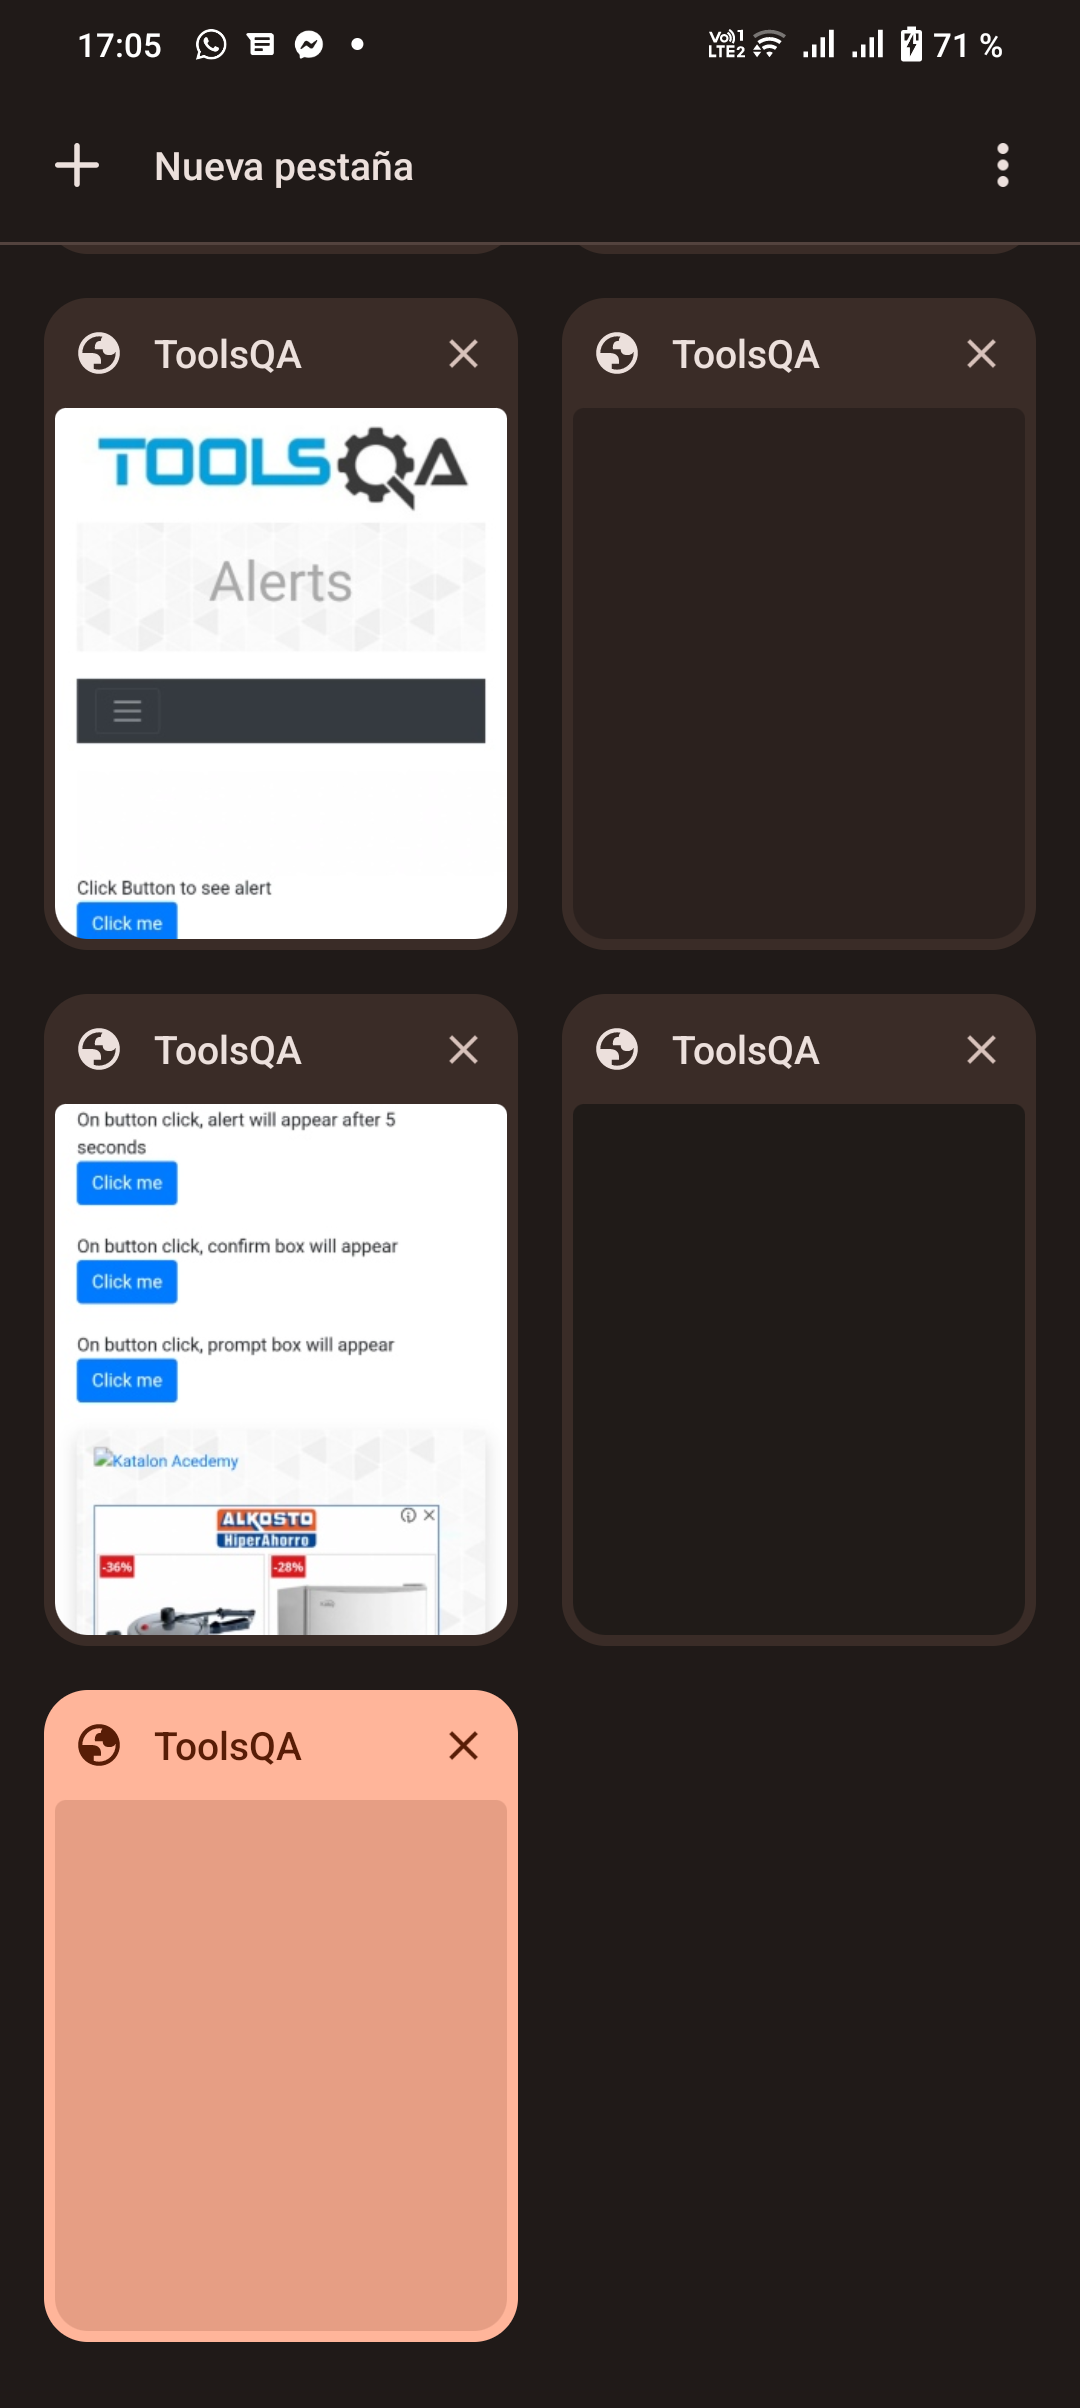 17:05
Vo)) 1
LTE2
71 %
Nueva pestaña
ToolsQA
ToolsQA
TOOLSQA
Alerts
Click Button to see alert
Click me
ToolsQA
ToolsQA
On button click, alert will appear after 5
seconds
Click me
On button click, confirm box will appear
Click me
On button click, prompt box will appear
Click me
Katalon Acedemy
ALKOSTO
HiperAhorro
-36%
-28%
ToolsQA